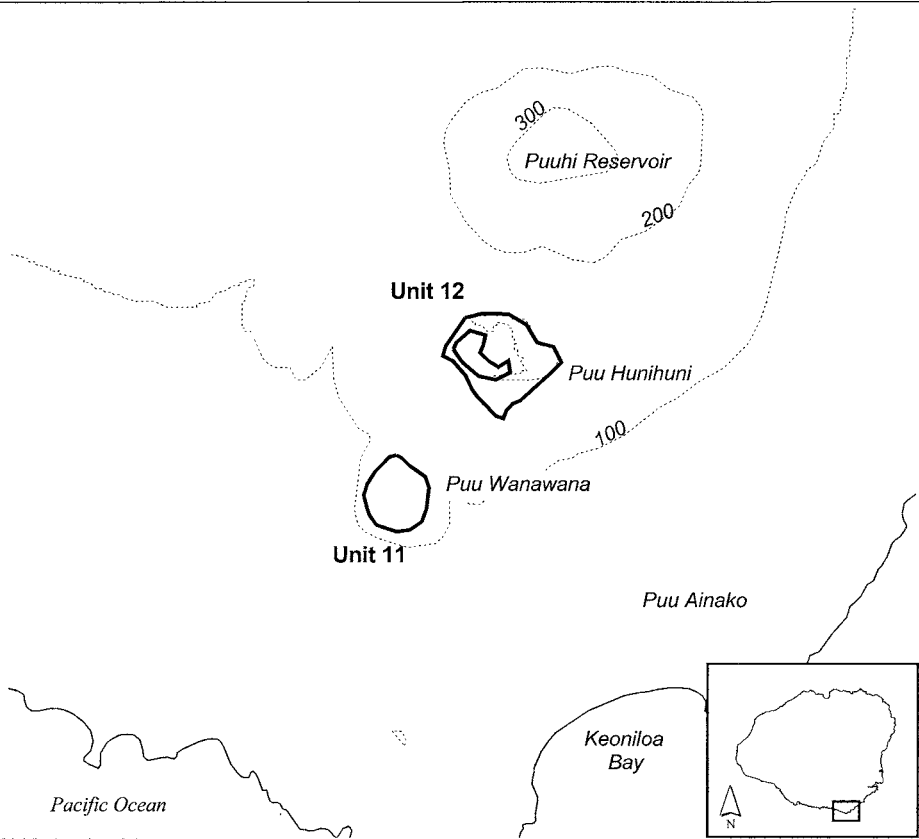 300
Puuhi Reservoir
200
Unit 12
Puu Hunihuni
100
Puu Wanawana
Unit 11
Puu Ainako
Keoniloa
Bay
Pacific Ocean
N